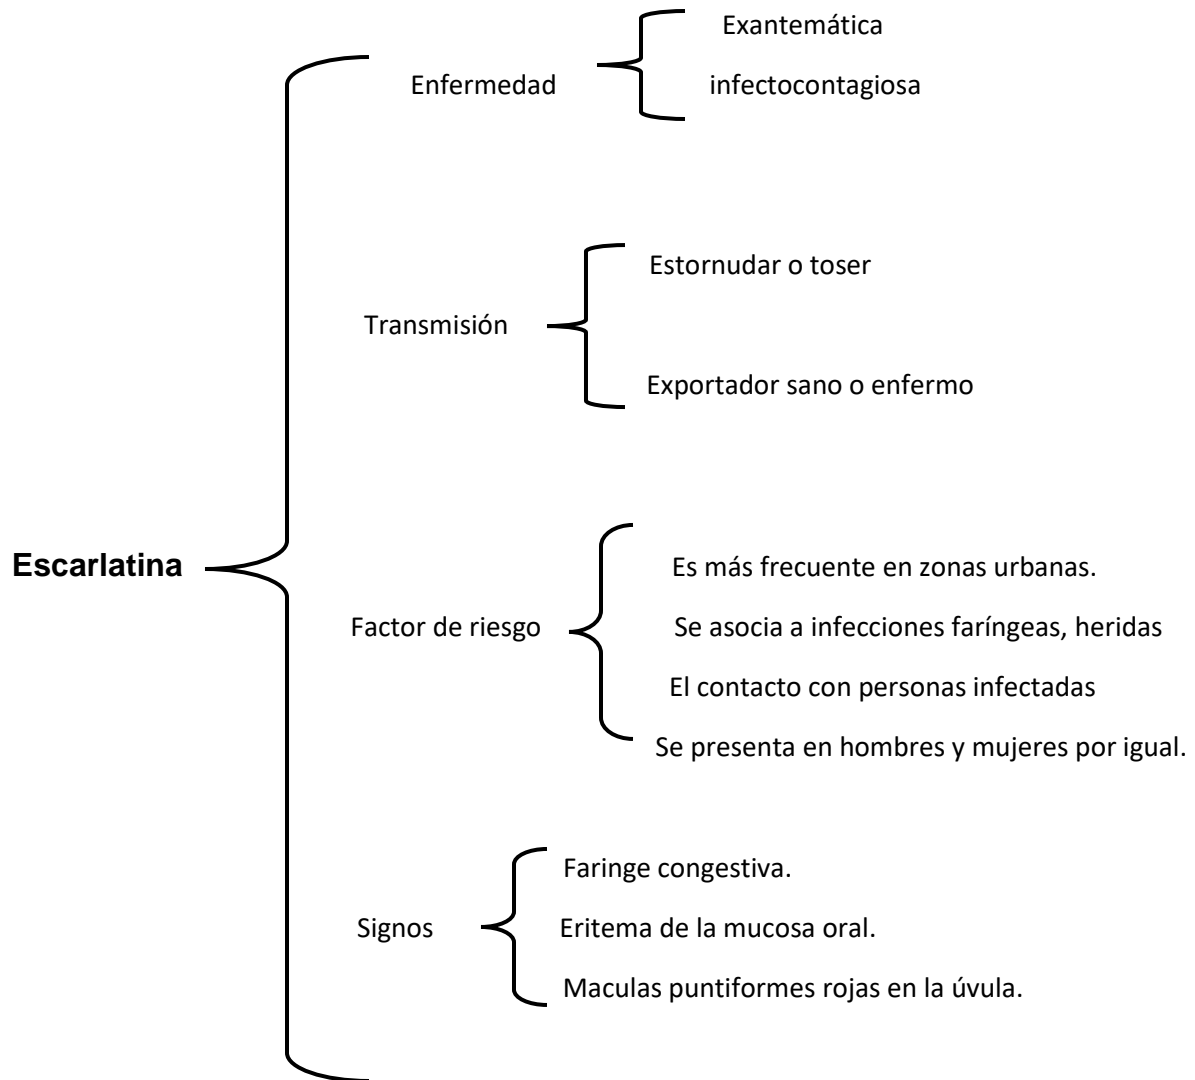 Escarlatina
Enfermedad
Exantemática
infectocontagiosa
Transmisión
Estornudar o toser
Exportador sano o enfermo
Factor de riesgo
Es más frecuente en zonas urbanas.
Se asocia a infecciones faríngeas, heridas
El contacto con personas infectadas
Se presenta en hombres y mujeres por igual.
Signos
Faringe congestiva.
Eritema de la mucosa oral.
Maculas puntiformes rojas en la úvula.